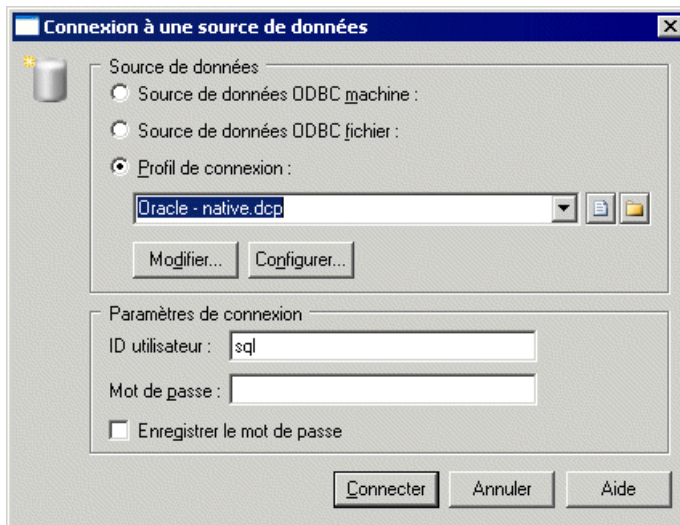 Connexion à une source de données
Source de données
Source de données ODBC machine :
Source de données ODBC fichier :
Profil de connexion :
Oracle - native.dcp
Modifier... Configurer...
Paramètres de connexion
ID utilisateur : sql
Mot de passe :
Enregistrer le mot de passe
Connecter Annuler Aide